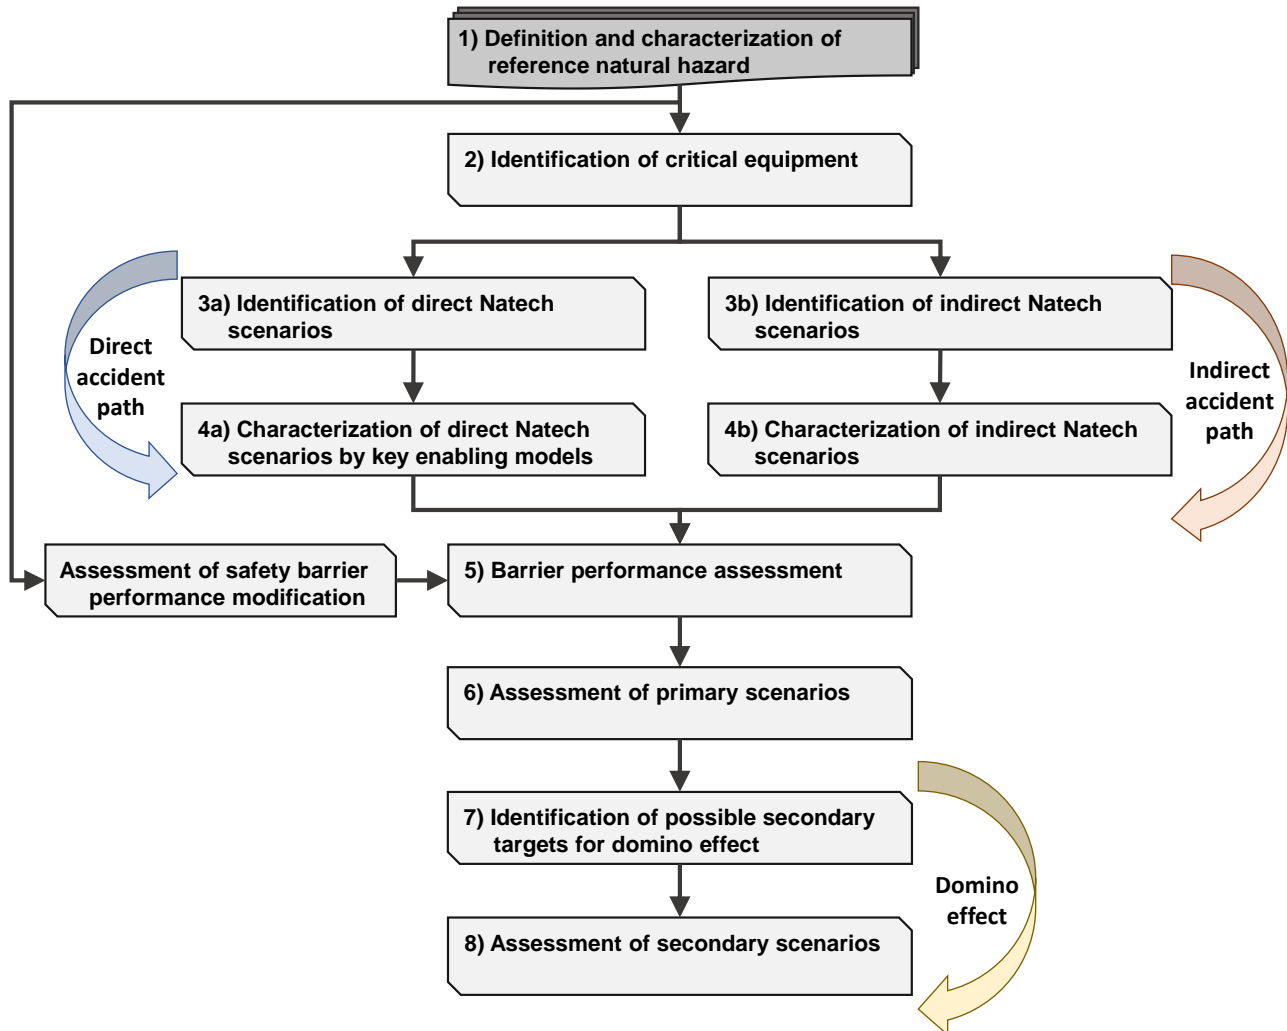 1) Definition and characterization of
reference natural hazard
2) Identification of critical equipment
3a) Identification of direct Natech
scenarios
3b) Identification of indirect Natech
scenarios
Direct
accident
path
Indirect
accident
path
4a) Characterization of direct Natech
scenarios by key enabling models
4b) Characterization of indirect Natech
scenarios
Assessment of safety barrier
performance modification
5) Barrier performance assessment
6) Assessment of primary scenarios
7) Identification of possible secondary
targets for domino effect
Domino
effect
8) Assessment of secondary scenarios